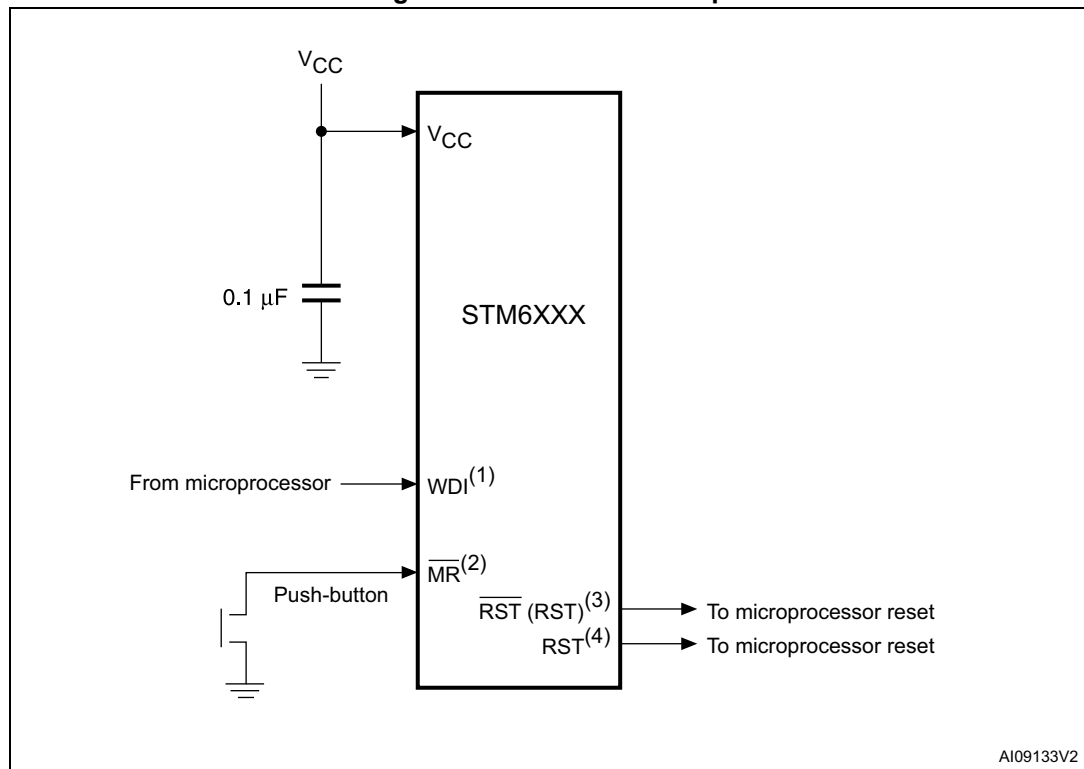 VCC
VCC
0.1 μF
STM6XXX
From microprocessor
WDI(1)
MR(2)
Push-button
RST (RST)(3)
To microprocessor reset
RST(4)
To microprocessor reset
AI09133V2